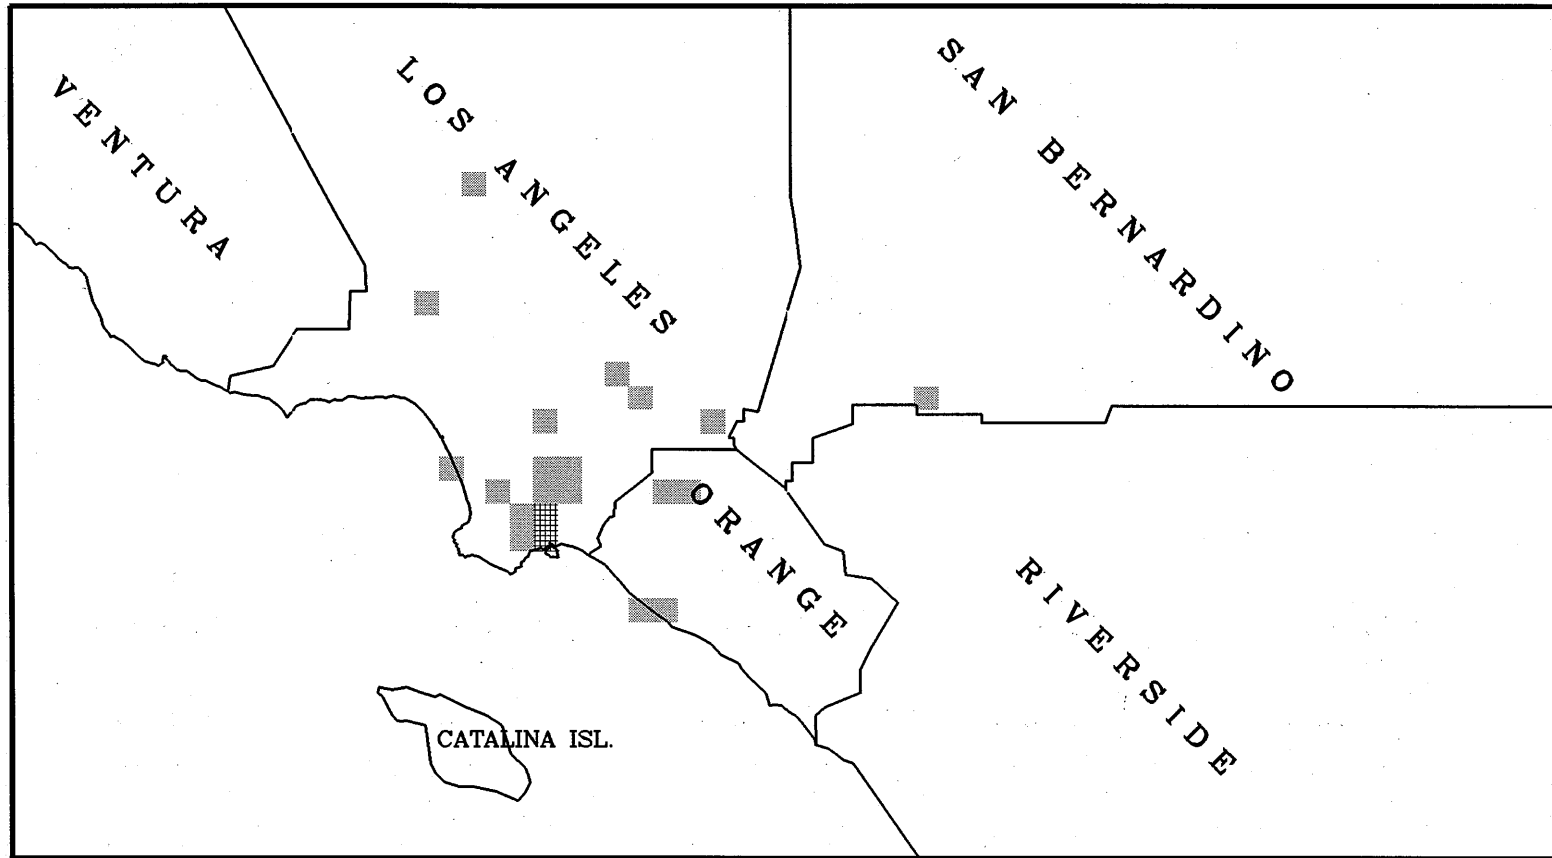 VENTURA
LOS ANGELES
SAN BERNARDINO
ORANGE
RIVERSIDE
CATALINA ISL.